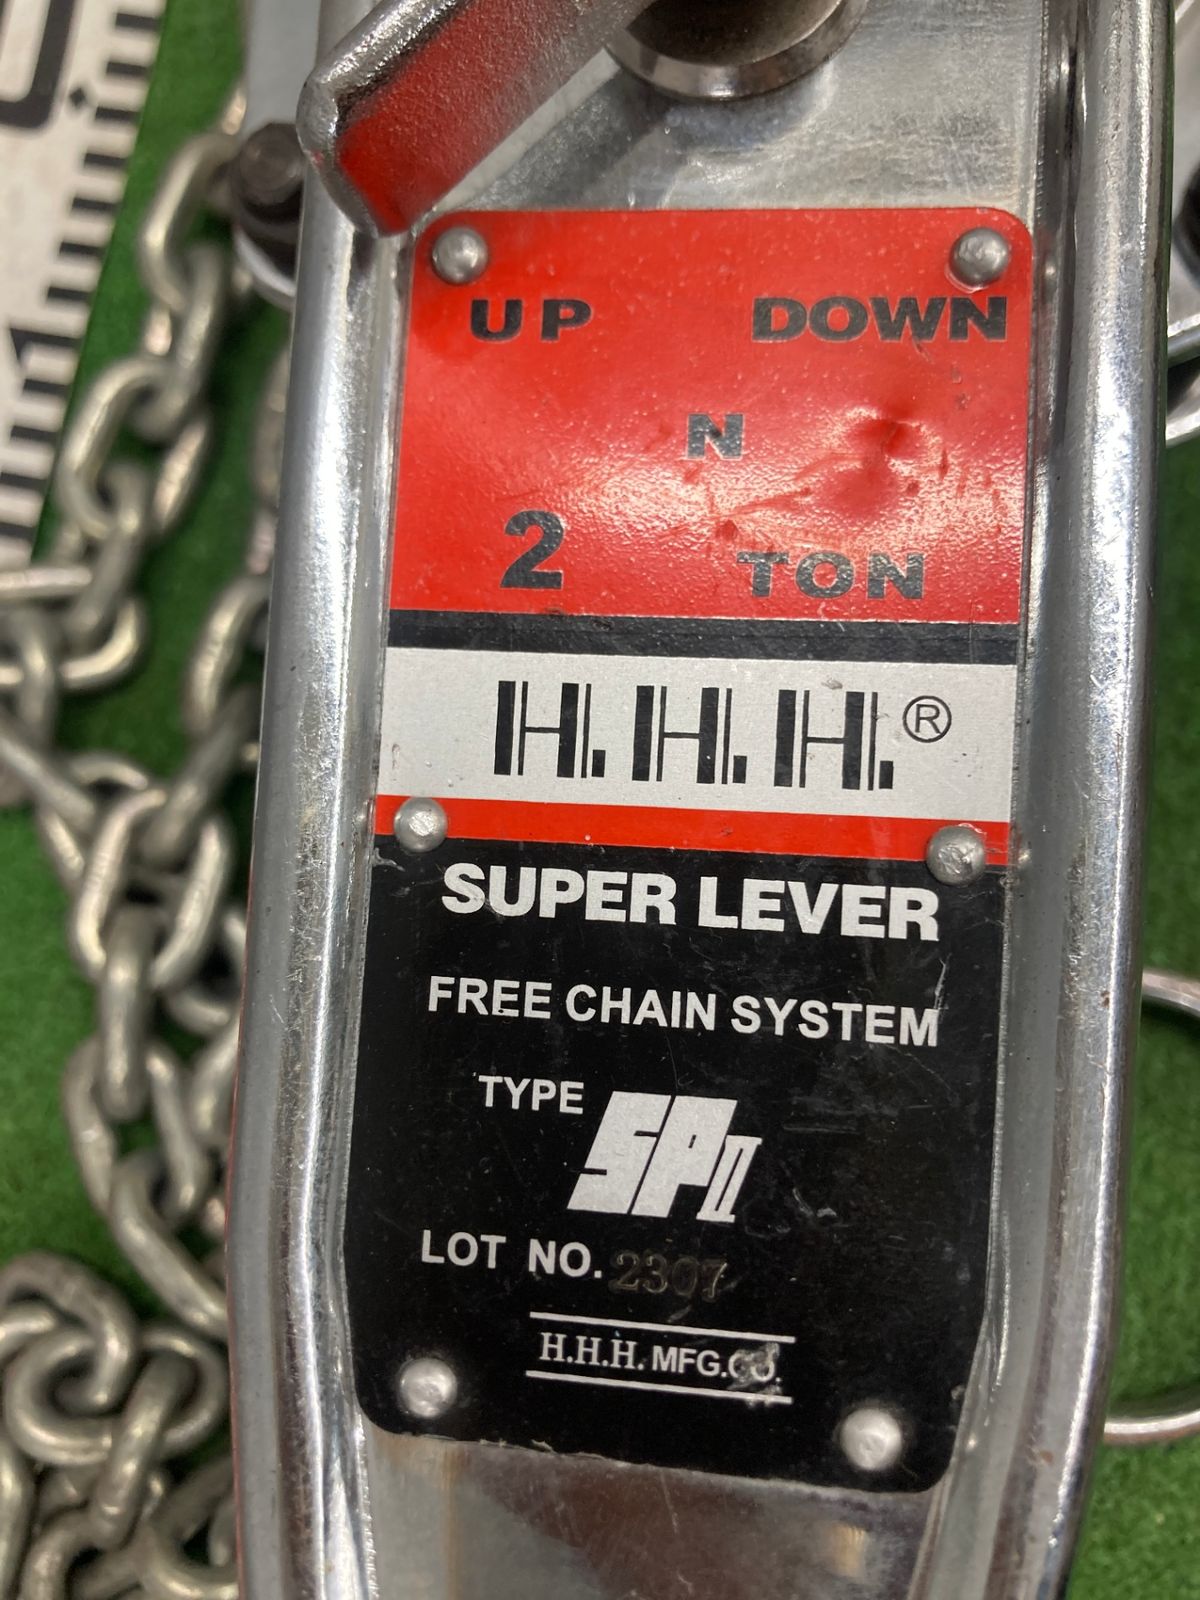 UP DOWN
N
2 TON
H.H.H.®
SUPER LEVER
FREE CHAIN SYSTEM
TYPE SPII
LOT NO. 2307
H.H.H. MFG.CO.